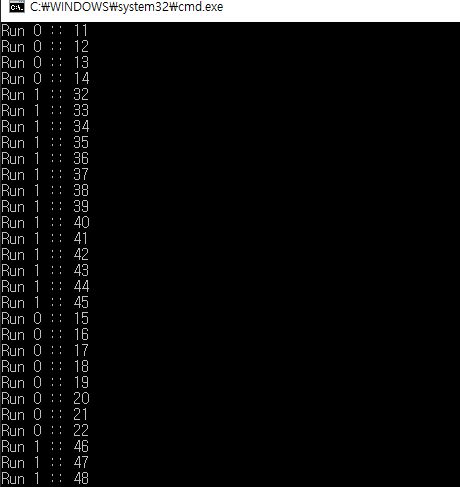 C:₩WINDOWS₩system32₩cmd.exe
Run 0 :: 11
Run 0 :: 12
Run 0 :: 13
Run 0 :: 14
Run 1 :: 32
Run 1 :: 33
Run 1 :: 34
Run 1 :: 35
Run 1 :: 36
Run 1 :: 37
Run 1 :: 38
Run 1 :: 39
Run 1 :: 40
Run 1 :: 41
Run 1 :: 42
Run 1 :: 43
Run 1 :: 44
Run 1 :: 45
Run 0 :: 15
Run 0 :: 16
Run 0 :: 17
Run 0 :: 18
Run 0 :: 19
Run 0 :: 20
Run 0 :: 21
Run 0 :: 22
Run 1 :: 46
Run 1 :: 47
Run 1 :: 48